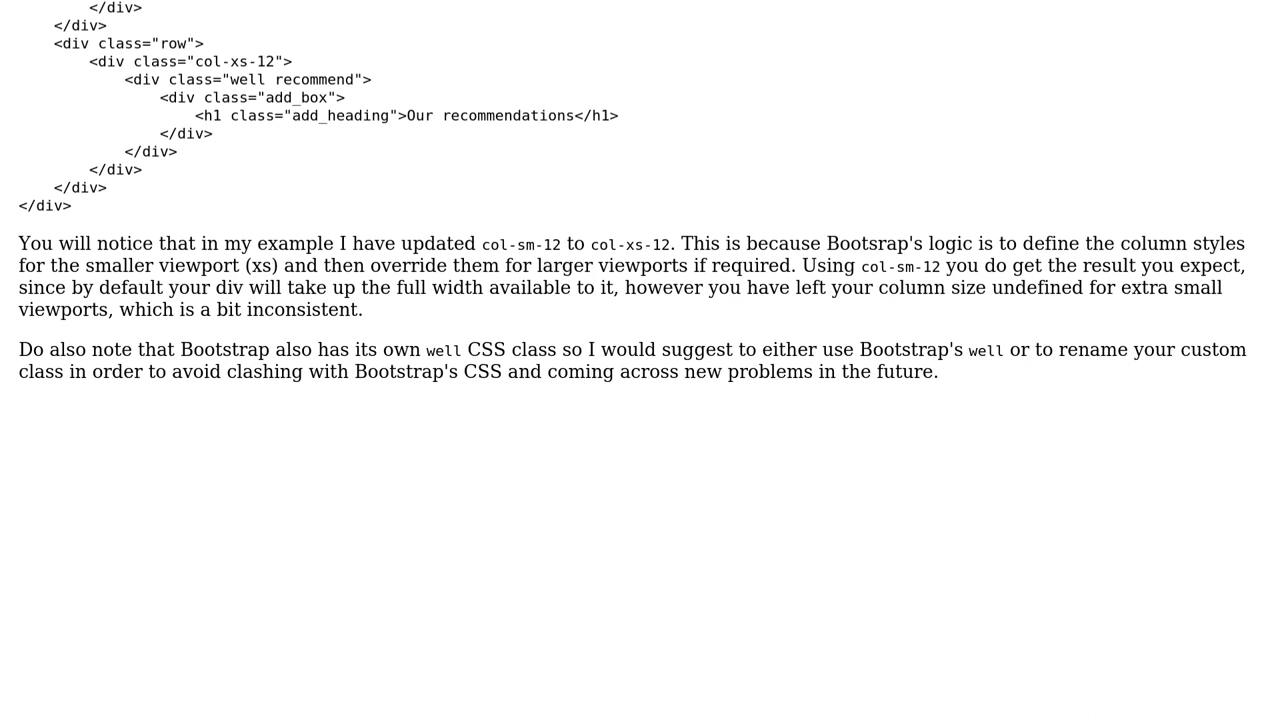 </div>
    </div>
    <div class="row">
        <div class="col-xs-12">
            <div class="well recommend">
                <div class="add_box">
                    <h1 class="add_heading">Our recommendations</h1>
                </div>
            </div>
        </div>
    </div>
</div>
You will notice that in my example I have updated col-sm-12 to col-xs-12. This is because Bootsrap's logic is to define the column styles
for the smaller viewport (xs) and then override them for larger viewports if required. Using col-sm-12 you do get the result you expect,
since by default your div will take up the full width available to it, however you have left your column size undefined for extra small
viewports, which is a bit inconsistent.
Do also note that Bootstrap also has its own well CSS class so I would suggest to either use Bootstrap's well or to rename your custom
class in order to avoid clashing with Bootstrap's CSS and coming across new problems in the future.